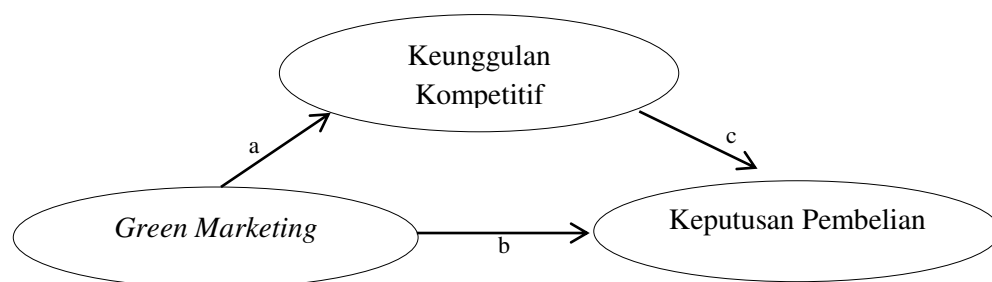 Keunggulan
Kompetitif
a
c
Green Marketing
Keputusan Pembelian
b